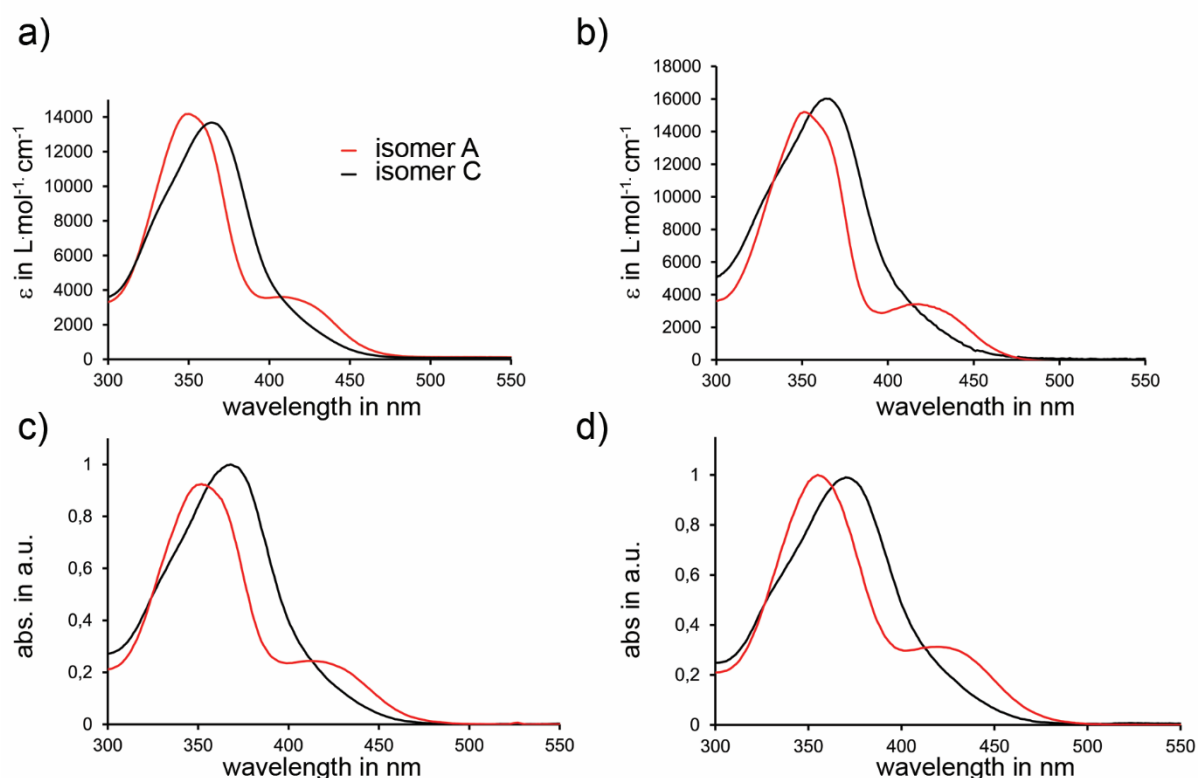 a)
ε in L·mol⁻¹· cm⁻¹
14000
12000
10000
8000
6000
4000
2000
0
300 350 400 450 500 550
wavelength in nm
isomer A
isomer C
b)
ε in L·mol⁻¹· cm⁻¹
18000
16000
14000
12000
10000
8000
6000
4000
2000
0
300 350 400 450 500 550
wavelength in nm
c)
abs. in a.u.
1
0,8
0,6
0,4
0,2
0
300 350 400 450 500 550
wavelength in nm
d)
abs in a.u.
1
0,8
0,6
0,4
0,2
0
300 350 400 450 500 550
wavelength in nm